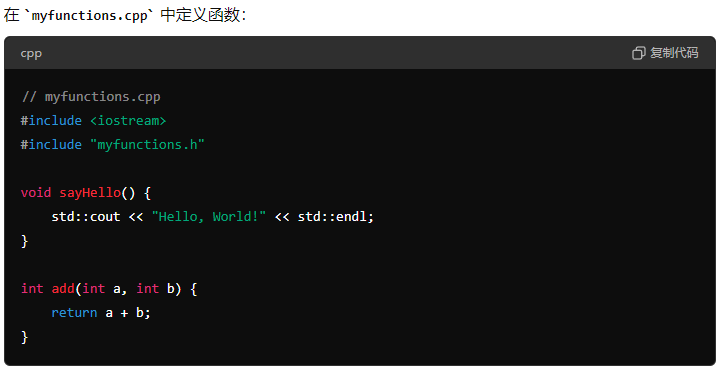 在 `myfunctions.cpp` 中定义函数：
cpp
复制代码
// myfunctions.cpp
#include <iostream>
#include "myfunctions.h"
void sayHello() {
    std::cout << "Hello, World!" << std::endl;
}
int add(int a, int b) {
    return a + b;
}